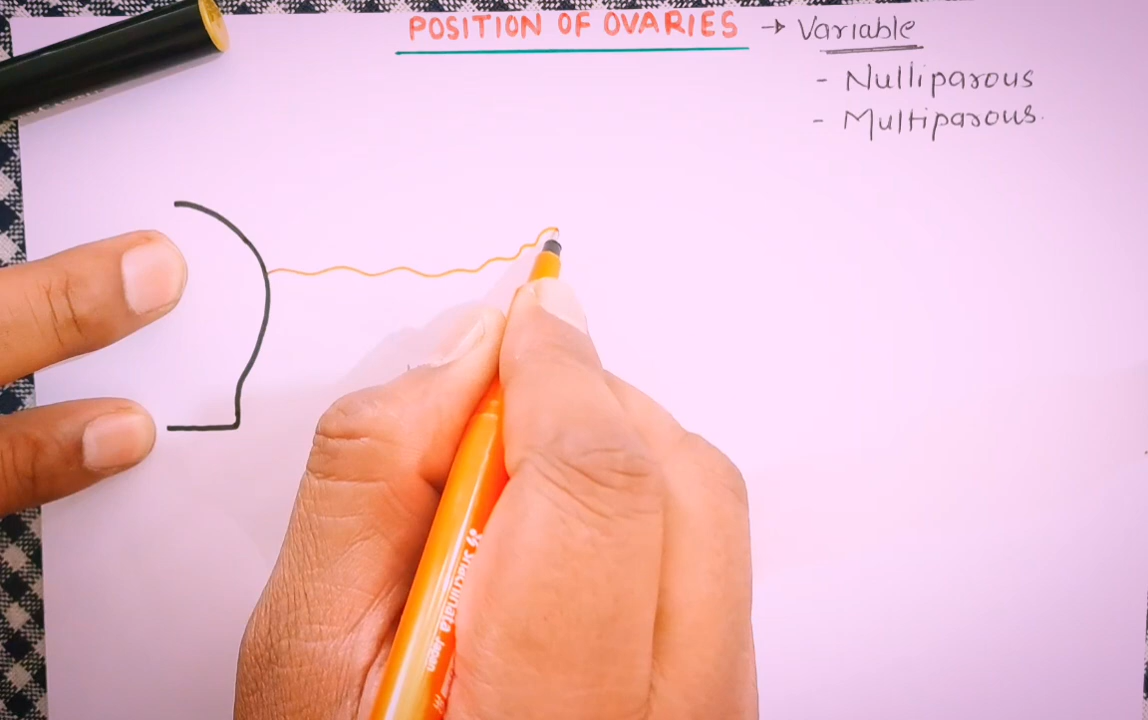 POSITION OF OVARIES → Variable
- Nulliparous
- Multiparous.